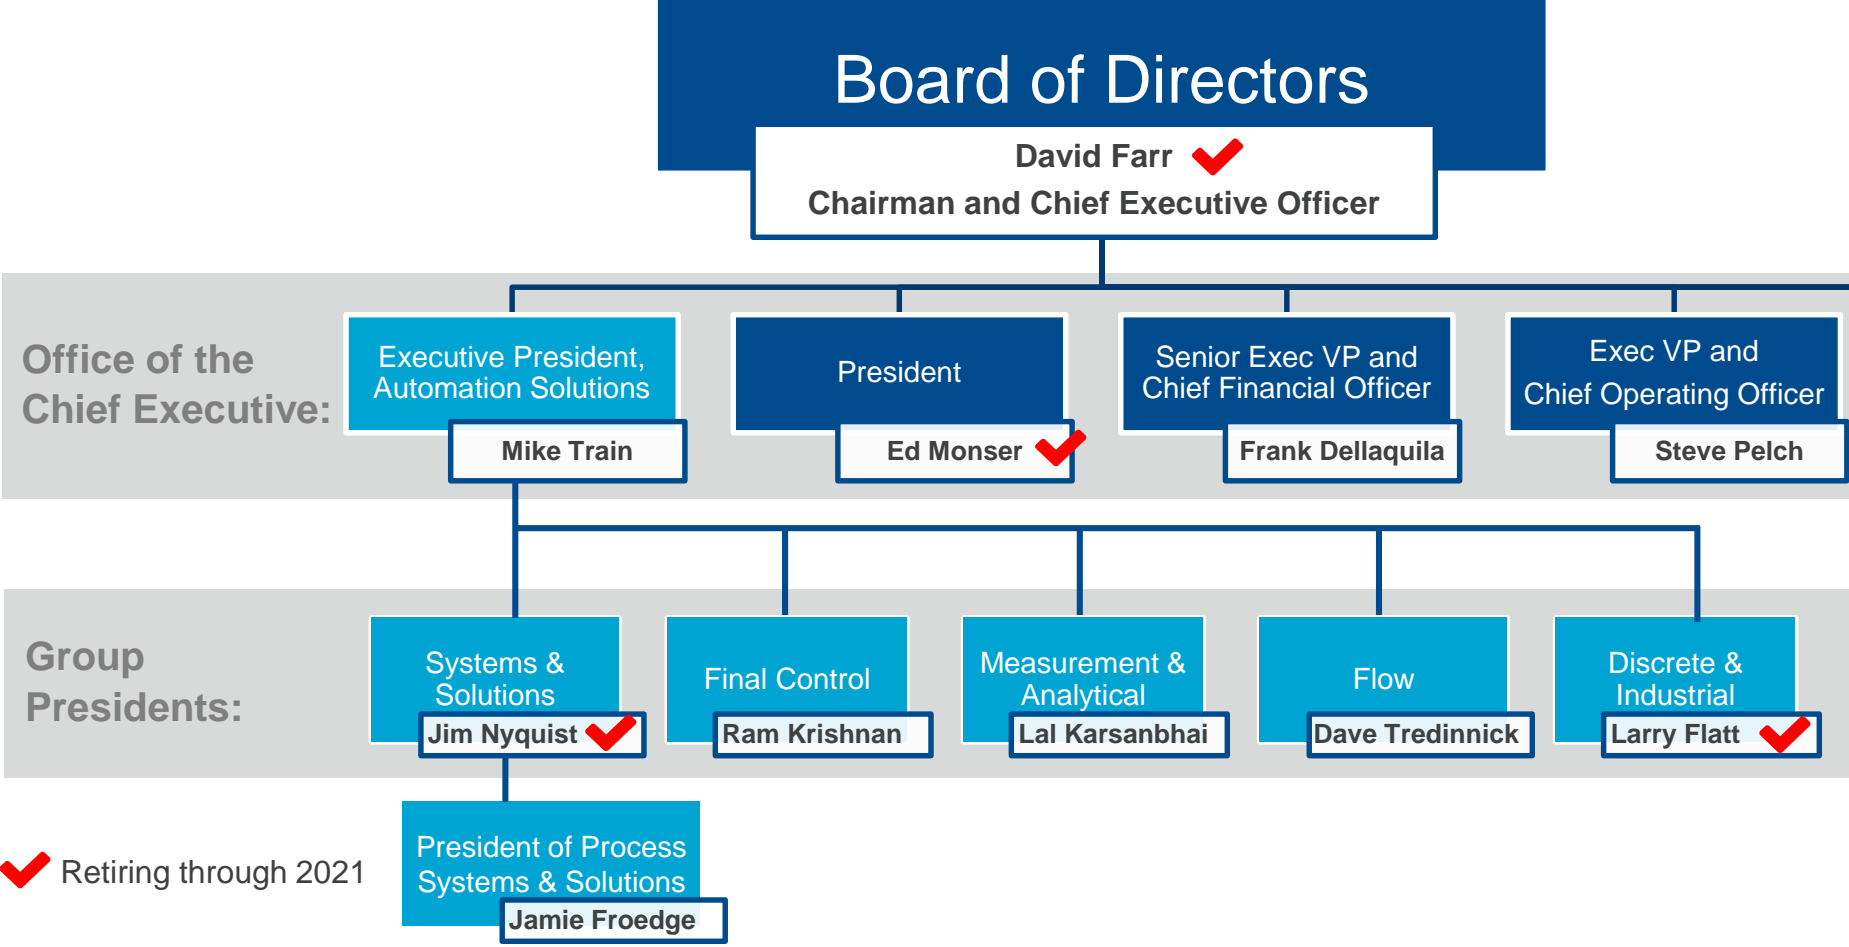 Board of Directors
David Farr
Chairman and Chief Executive Officer
Office of the
Chief Executive:
Executive President,
Automation Solutions
Mike Train
President
Ed Monser
Senior Exec VP and
Chief Financial Officer
Frank Dellaquila
Exec VP and
Chief Operating Officer
Steve Pelch
Group
Presidents:
Systems &
Solutions
Jim Nyquist
Final Control
Ram Krishnan
Measurement &
Analytical
Lal Karsanbhai
Flow
Dave Tredinnick
Discrete &
Industrial
Larry Flatt
President of Process
Systems & Solutions
Jamie Froedge
Retiring through 2021